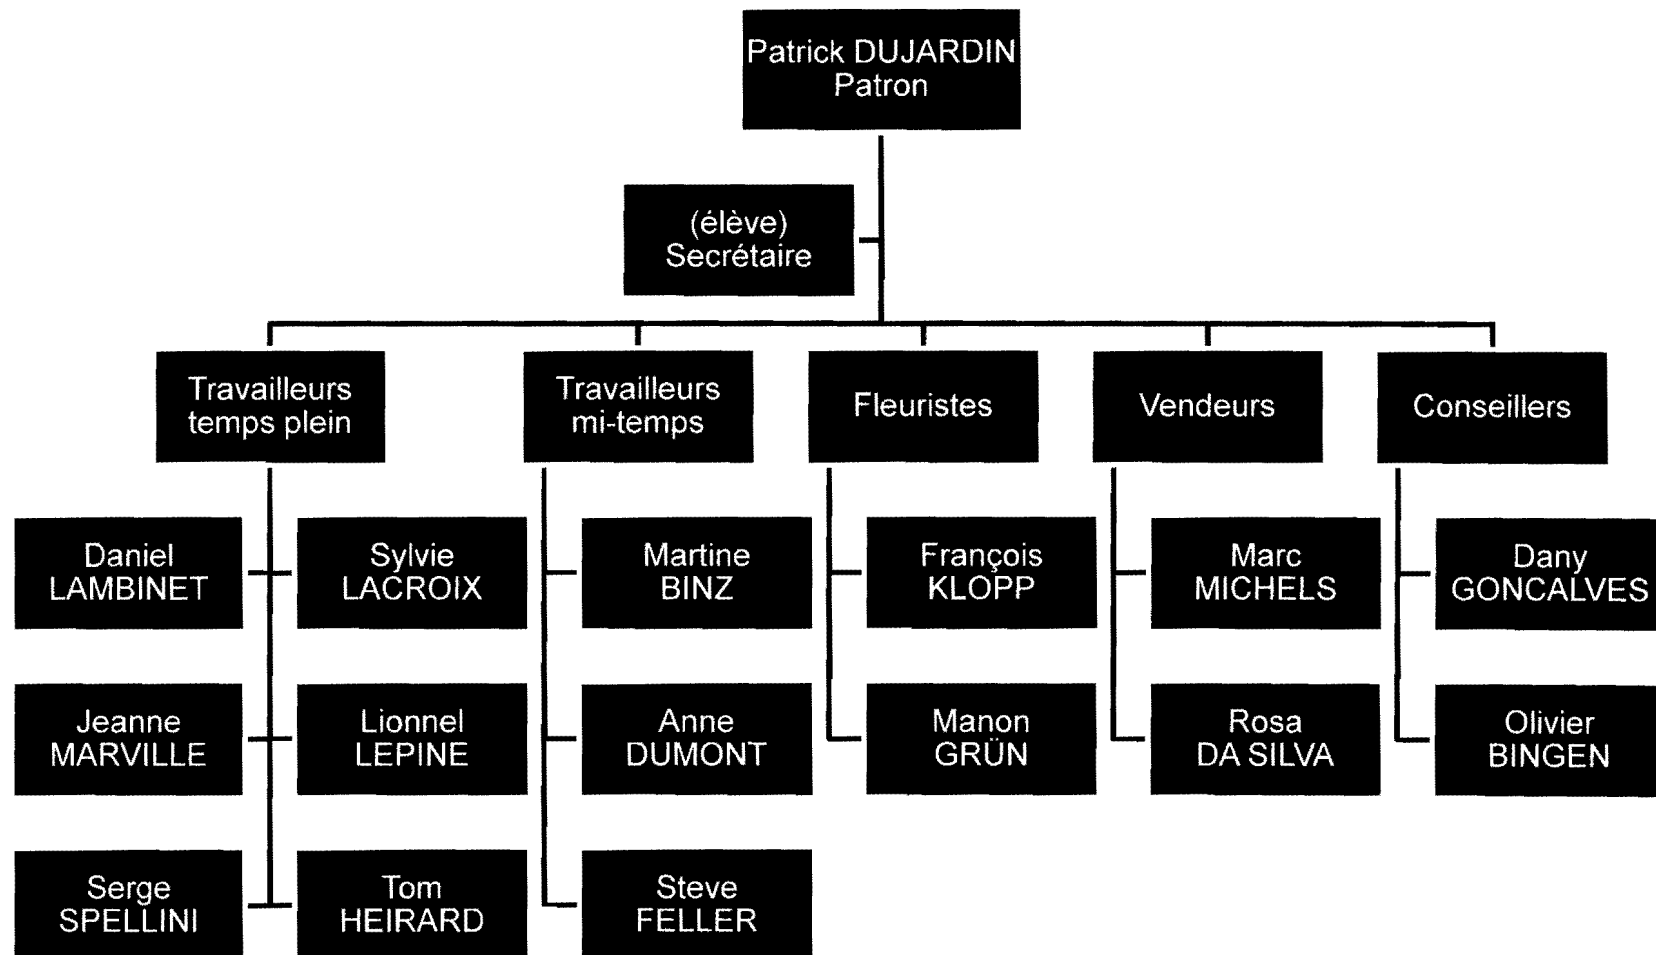 Patrick DUJARDIN
Patron
(élève)
Secrétaire
Travailleurs
temps plein
Travailleurs
mi-temps
Fleuristes
Vendeurs
Conseillers
Daniel
LAMBINET
Sylvie
LACROIX
Martine
BINZ
François
KLOPP
Marc
MICHELS
Dany
GONCALVES
Jeanne
MARVILLE
Lionnel
LEPINE
Anne
DUMONT
Manon
GRÜN
Rosa
DA SILVA
Olivier
BINGEN
Serge
SPELLINI
Tom
HEIRARD
Steve
FELLER